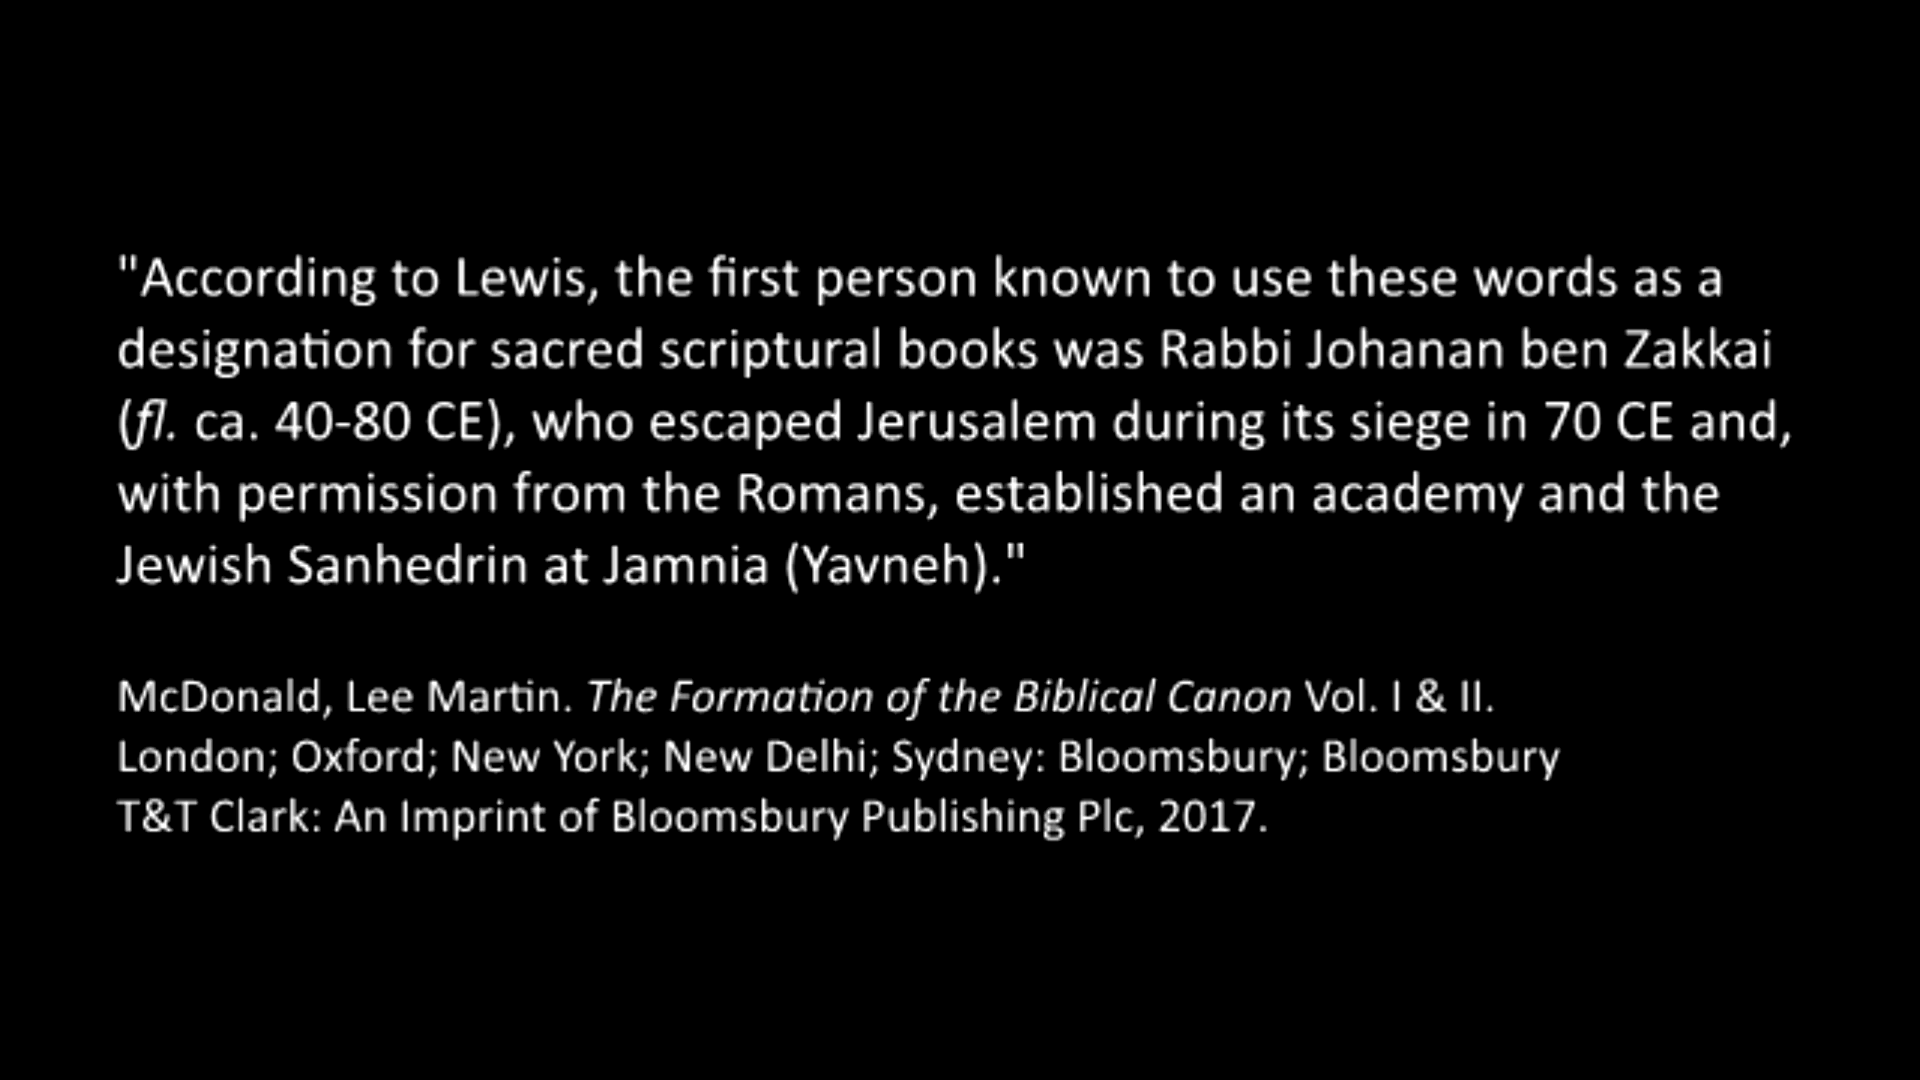 "According to Lewis, the first person known to use these words as a
designation for sacred scriptural books was Rabbi Johanan ben Zakkai
(fl. ca. 40-80 CE), who escaped Jerusalem during its siege in 70 CE and,
with permission from the Romans, established an academy and the
Jewish Sanhedrin at Jamnia (Yavneh)."
McDonald, Lee Martin. The Formation of the Biblical Canon Vol. I & II.
London; Oxford; New York; New Delhi; Sydney: Bloomsbury; Bloomsbury
T&T Clark: An Imprint of Bloomsbury Publishing Plc, 2017.